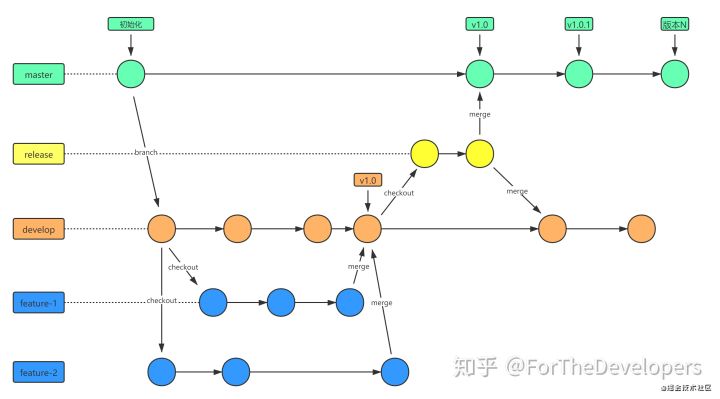 初始化
v1.0
v1.0.1
版本N
master
merge
branch
release
v1.0
checkout
merge
develop
checkout
merge
checkout
feature-1
merge
feature-2
知乎 @ForTheDevelopers
@掘金技术社区